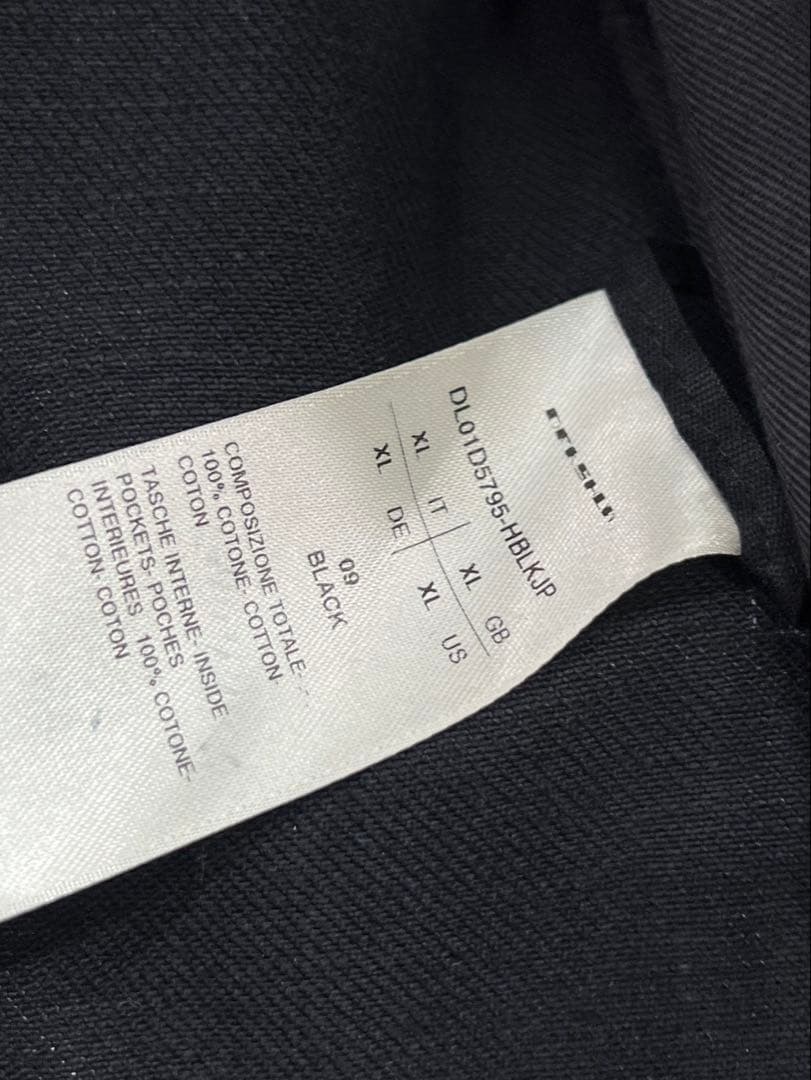 DL01D5795-HBLKJP
XL IT XL GB
XL DE XL US
09
BLACK
COMPOSIZIONE TOTALE-
100% COTONE- COTTON-
COTON
TASCHE INTERNE- INSIDE
POCKETS- POCHES
INTERIEURES 100% COTONE-
COTTON- COTON